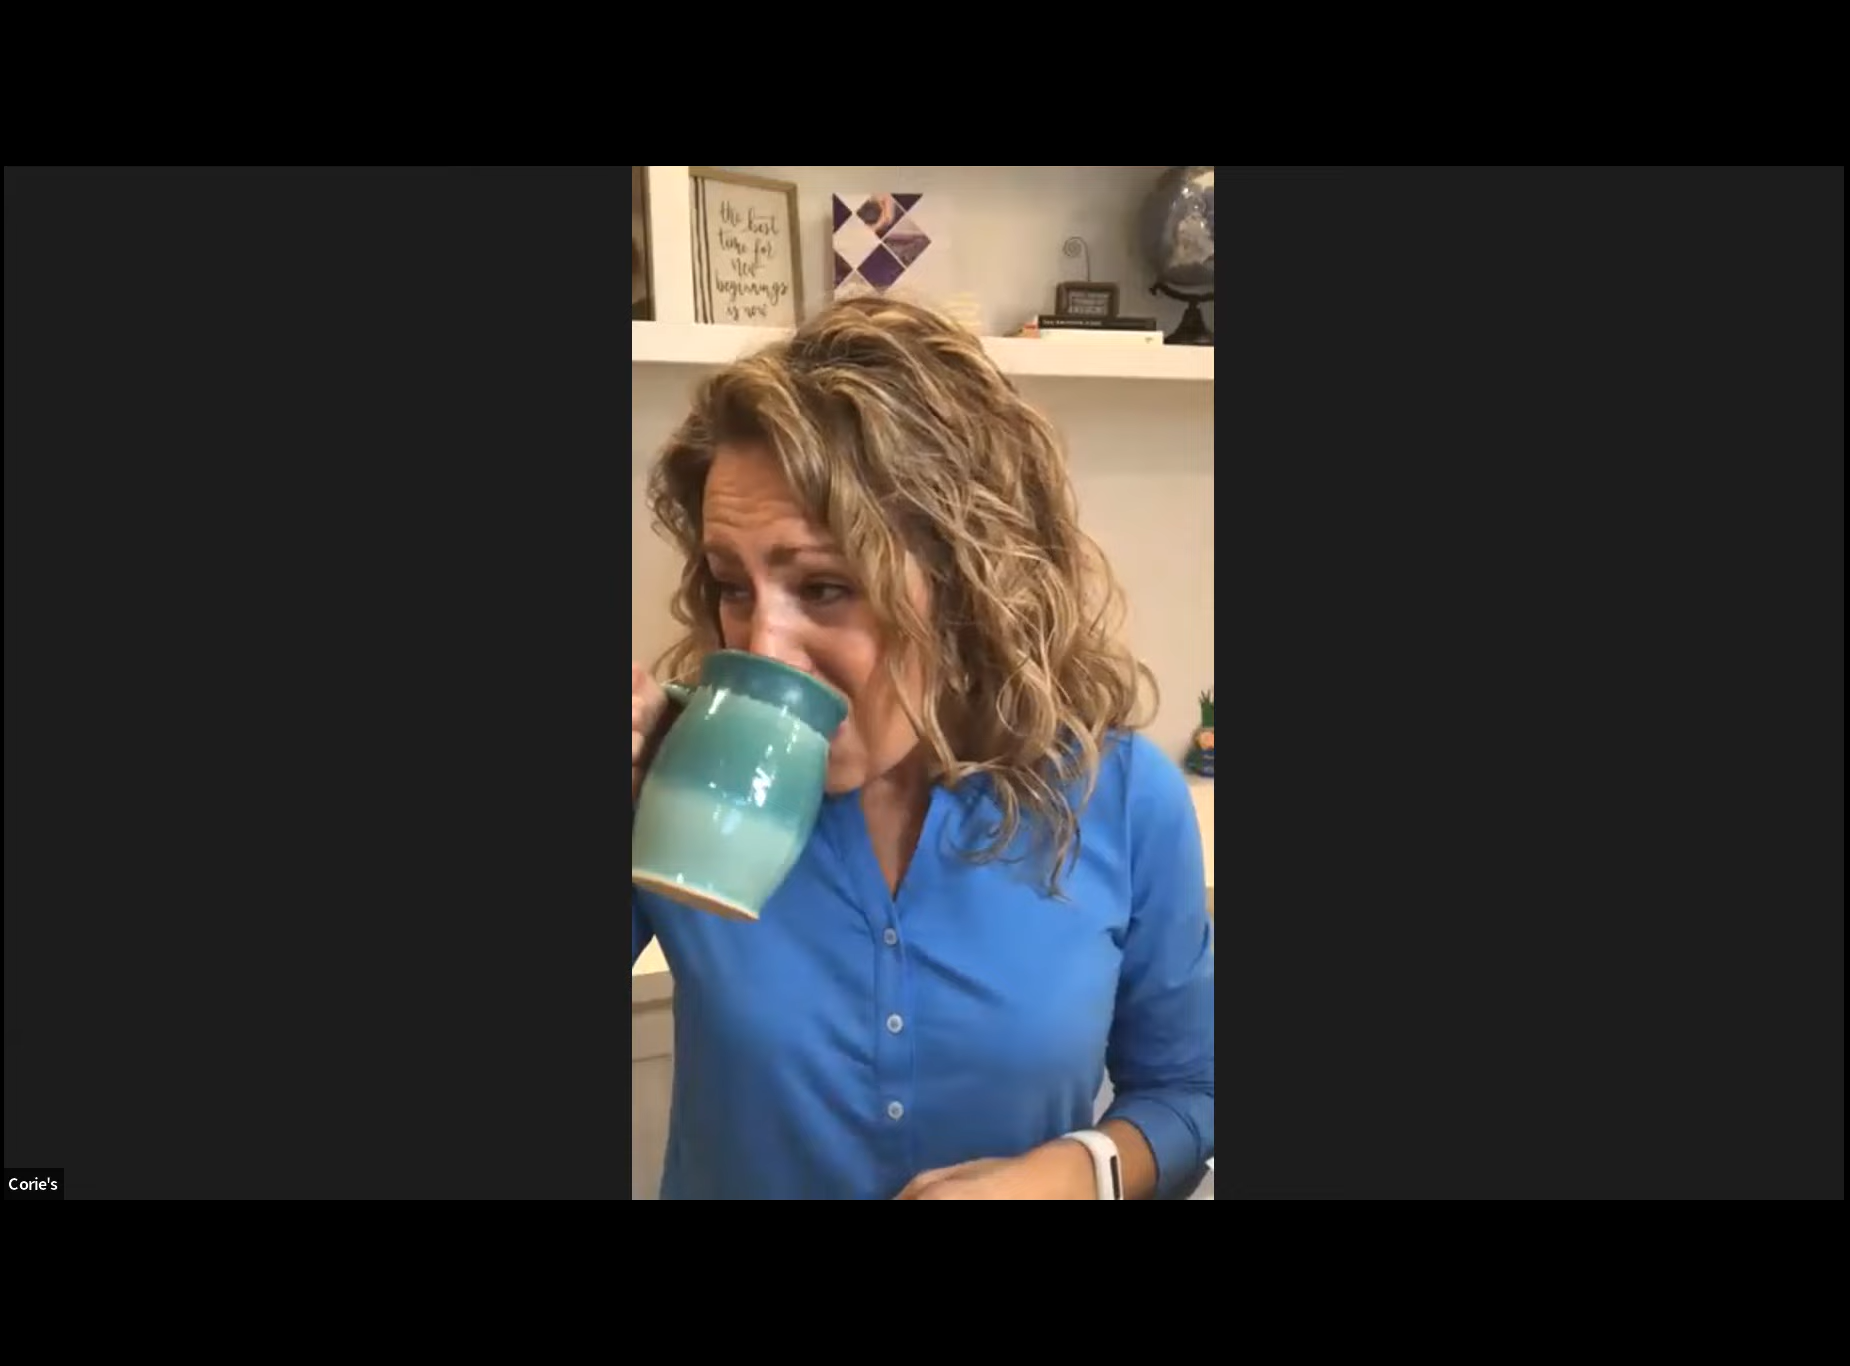 the best
time for
new
beginnings
is now
Corie's